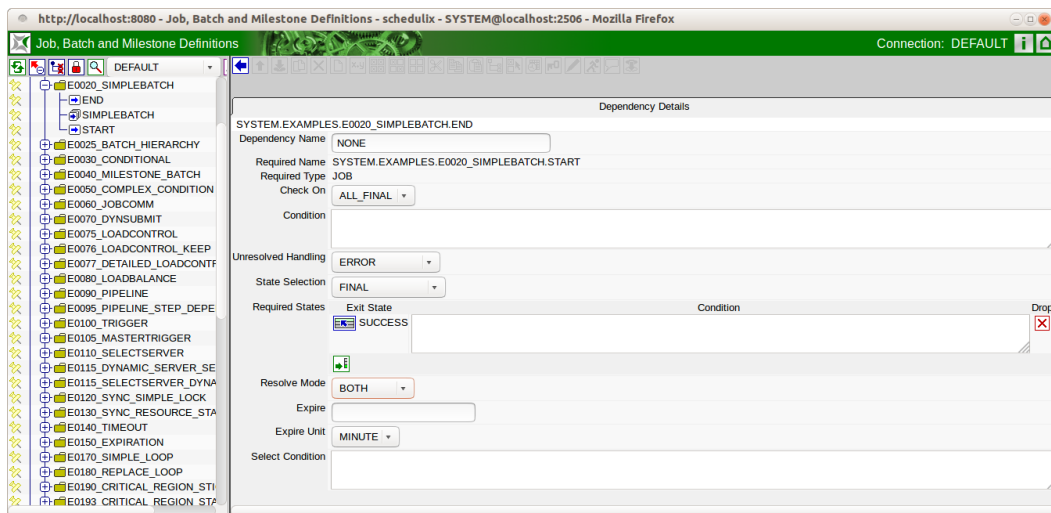 http://localhost:8080 - Job, Batch and Milestone Definitions - schedulix - SYSTEM@localhost:2506 - Mozilla Firefox
Job, Batch and Milestone Definitions
Connection: DEFAULT
DEFAULT
E0020_SIMPLEBATCH
END
SIMPLEBATCH
START
E0025_BATCH_HIERARCHY
E0030_CONDITIONAL
E0040_MILESTONE_BATCH
E0050_COMPLEX_CONDITION
E0060_JOBCOMM
E0070_DYNSUBMIT
E0075_LOADCONTROL
E0076_LOADCONTROL_KEEP
E0077_DETAILED_LOADCONTF
E0080_LOADBALANCE
E0090_PIPELINE
E0095_PIPELINE_STEP_DEPE
E0100_TRIGGER
E0105_MASTERTRIGGER
E0110_SELECTSERVER
E0115_DYNAMIC_SERVER_SE
E0115_SELECTSERVER_DYNA
E0120_SYNC_SIMPLE_LOCK
E0130_SYNC_RESOURCE_STA
E0140_TIMEOUT
E0150_EXPIRATION
E0170_SIMPLE_LOOP
E0180_REPLACE_LOOP
E0190_CRITICAL_REGION_STI
E0193_CRITICAL_REGION_STA
Dependency Details
SYSTEM.EXAMPLES.E0020_SIMPLEBATCH.END
Dependency Name NONE
Required Name SYSTEM.EXAMPLES.E0020_SIMPLEBATCH.START
Required Type JOB
Check On ALL_FINAL
Condition
Unresolved Handling ERROR
State Selection FINAL
Required States Exit State Condition Drop
SUCCESS
Resolve Mode BOTH
Expire
Expire Unit MINUTE
Select Condition